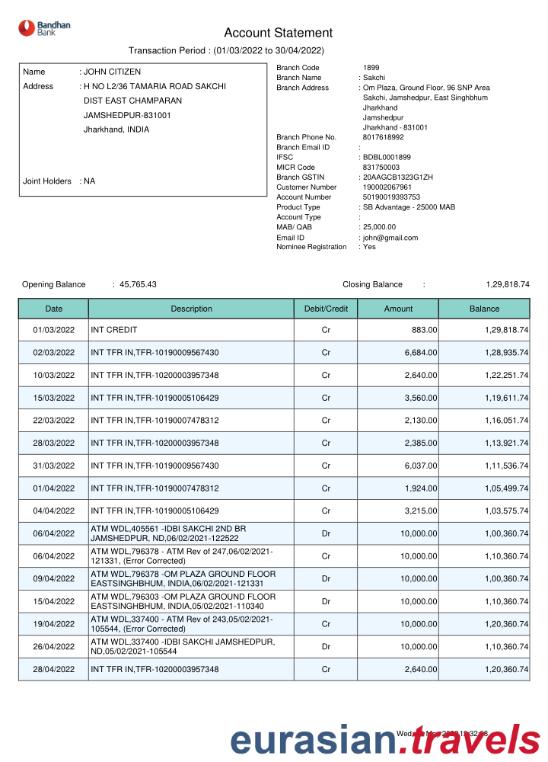 Bandhan
Bank
Account Statement
Transaction Period : (01/03/2022 to 30/04/2022)
Name : JOHN CITIZEN
Address : H NO L2/36 TAMARIA ROAD SAKCHI
DIST EAST CHAMPARAN
JAMSHEDPUR-831001
Jharkhand, INDIA
Joint Holders : NA
Branch Code 1899
Branch Name : Sakchi
Branch Address : Om Plaza, Ground Floor, 96 SNP Area
Sakchi, Jamshedpur, East Singhbhum
Jharkhand
Jamshedpur
Jharkhand - 831001
Branch Phone No. 8017618992
Branch Email ID :
IFSC : BDBL0001899
MICR Code 831750003
Branch GSTIN : 20AAGCB1323G1ZH
Customer Number 190002067961
Account Number 50190019393753
Product Type : SB Advantage - 25000 MAB
Account Type :
MAB/ QAB : 25,000.00
Email ID : john@gmail.com
Nominee Registration : Yes
Opening Balance : 45,765.43 Closing Balance : 1,29,818.74
Date Description Debit/Credit Amount Balance
01/03/2022 INT CREDIT Cr 883.00 1,29,818.74
02/03/2022 INT TFR IN,TFR-10190009567430 Cr 6,684.00 1,28,935.74
10/03/2022 INT TFR IN,TFR-10200003957348 Cr 2,640.00 1,22,251.74
15/03/2022 INT TFR IN,TFR-10190005106429 Cr 3,560.00 1,19,611.74
22/03/2022 INT TFR IN,TFR-10190007478312 Cr 2,130.00 1,16,051.74
28/03/2022 INT TFR IN,TFR-10200003957348 Cr 2,385.00 1,13,921.74
31/03/2022 INT TFR IN,TFR-10190009567430 Cr 6,037.00 1,11,536.74
01/04/2022 INT TFR IN,TFR-10190007478312 Cr 1,924.00 1,05,499.74
04/04/2022 INT TFR IN,TFR-10190005106429 Cr 3,215.00 1,03,575.74
06/04/2022 ATM WDL,405561 -IDBI SAKCHI 2ND BR Dr 10,000.00 1,00,360.74
JAMSHEDPUR, ND,06/02/2021-122522
06/04/2022 ATM WDL,796378 - ATM Rev of 247,06/02/2021- Cr 10,000.00 1,10,360.74
121331, (Error Corrected)
09/04/2022 ATM WDL,796378 -OM PLAZA GROUND FLOOR Dr 10,000.00 1,00,360.74
EASTSINGHBHUM, INDIA,06/02/2021-121331
15/04/2022 ATM WDL,796303 -OM PLAZA GROUND FLOOR Dr 10,000.00 1,10,360.74
EASTSINGHBHUM, INDIA,05/02/2021-110340
19/04/2022 ATM WDL,337400 - ATM Rev of 243,05/02/2021- Cr 10,000.00 1,20,360.74
105544, (Error Corrected)
26/04/2022 ATM WDL,337400 -IDBI SAKCHI JAMSHEDPUR, Dr 10,000.00 1,10,360.74
ND,05/02/2021-105544
28/04/2022 INT TFR IN,TFR-10200003957348 Cr 2,640.00 1,20,360.74
eurasian.travels